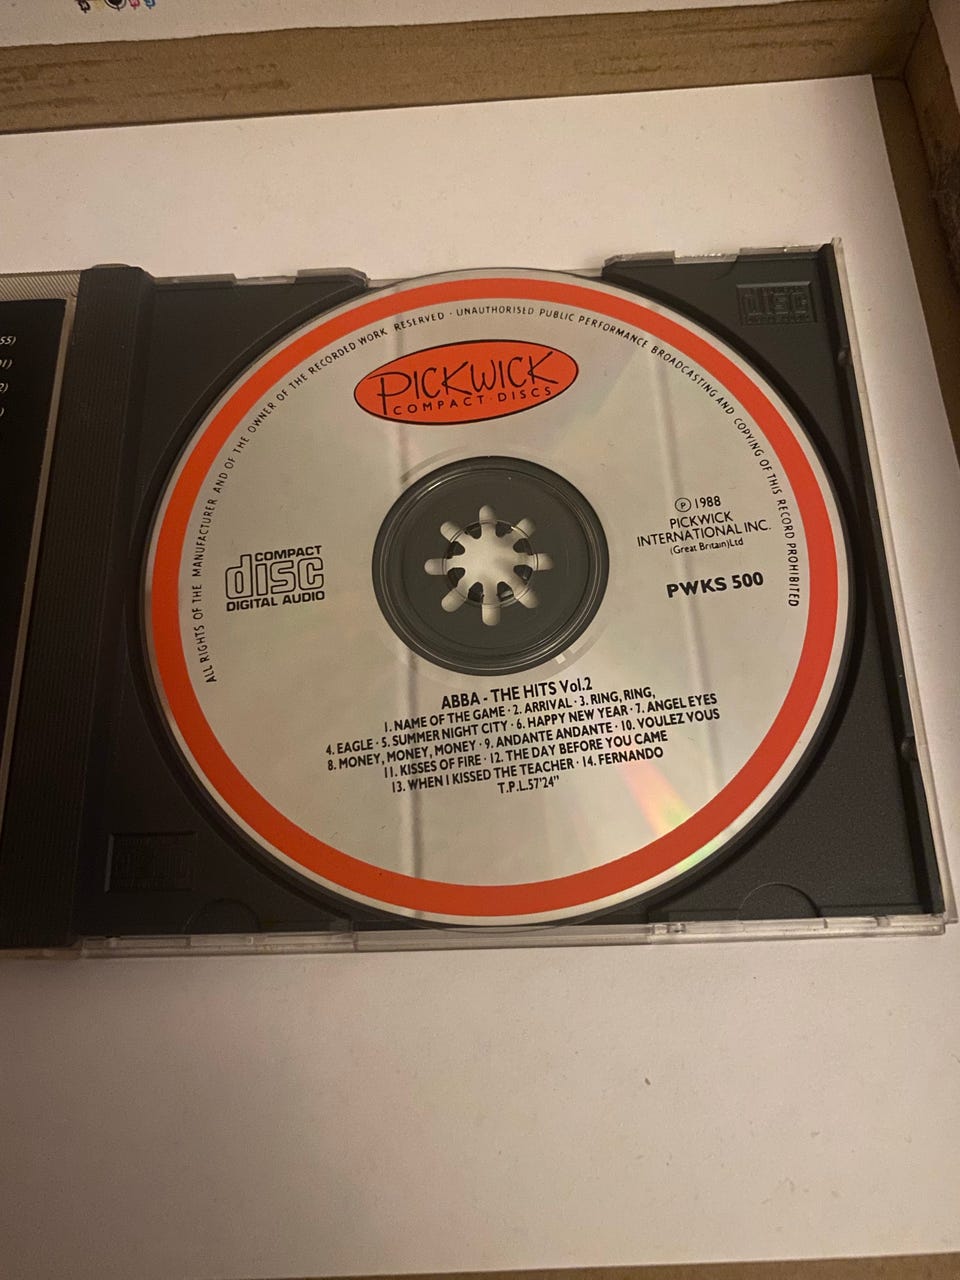 55)
01)
2)
)
ALL RIGHTS OF THE MANUFACTURER AND OF THE OWNER OF THE RECORDED WORK RESERVED · UNAUTHORISED PUBLIC PERFORMANCE BROADCASTING AND COPYING OF THIS RECORD PROHIBITED
PICKWICK
COMPACT·DISCS
COMPACT
disc
DIGITAL AUDIO
℗ 1988
PICKWICK
INTERNATIONAL INC.
(Great Britain)Ltd
PWKS 500
ABBA - THE HITS Vol.2
1. NAME OF THE GAME · 2. ARRIVAL · 3. RING, RING,
4. EAGLE · 5. SUMMER NIGHT CITY · 6. HAPPY NEW YEAR · 7. ANGEL EYES
8. MONEY, MONEY, MONEY · 9. ANDANTE ANDANTE · 10. VOULEZ VOUS
11. KISSES OF FIRE · 12. THE DAY BEFORE YOU CAME
13. WHEN I KISSED THE TEACHER · 14. FERNANDO
T.P.L.57'24"
disc